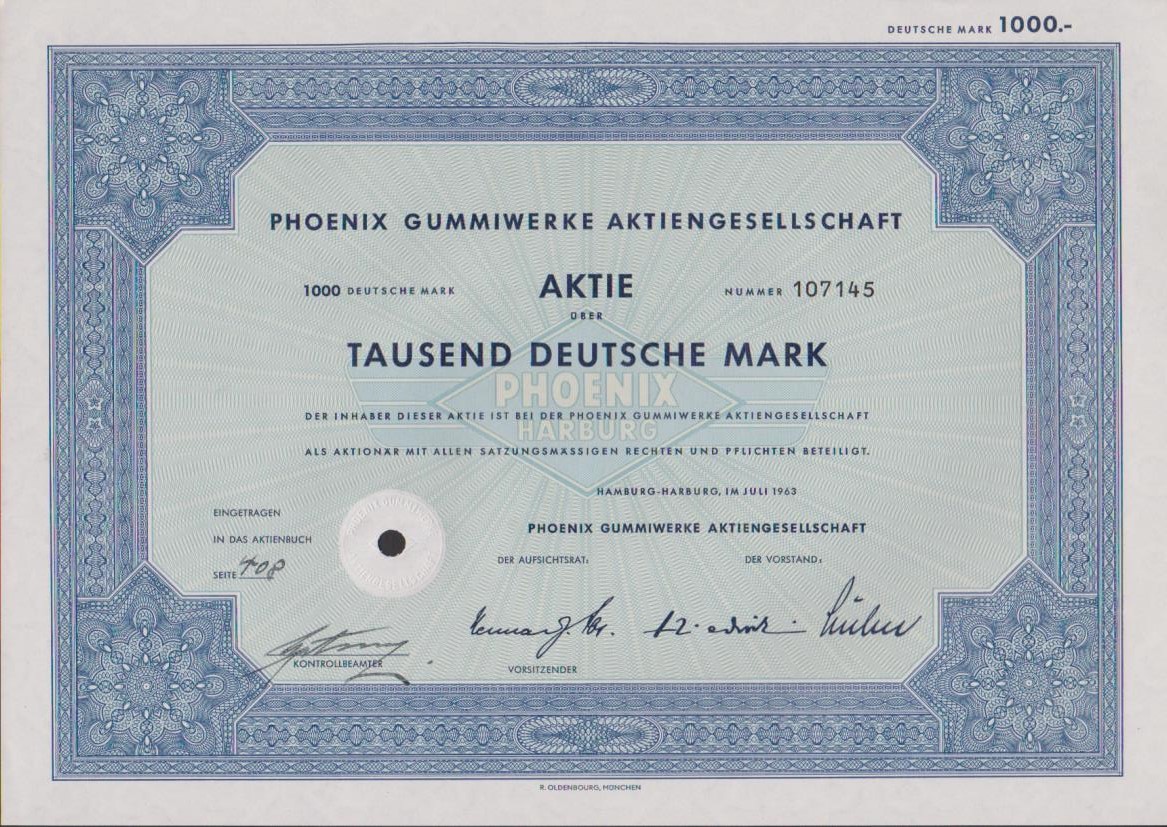 DEUTSCHE MARK 1000.-
PHOENIX GUMMIWERKE AKTIENGESELLSCHAFT
1000 DEUTSCHE MARK AKTIE NUMMER 107145
ÜBER
TAUSEND DEUTSCHE MARK
PHOENIX
DER INHABER DIESER AKTIE IST BEI DER PHOENIX GUMMIWERKE AKTIENGESELLSCHAFT
HARBURG
ALS AKTIONÄR MIT ALLEN SATZUNGSMÄSSIGEN RECHTEN UND PFLICHTEN BETEILIGT.
HAMBURG-HARBURG, IM JULI 1963
EINGETRAGEN
PHOENIX GUMMIWERKE AKTIENGESELLSCHAFT
IN DAS AKTIENBUCH
DER AUFSICHTSRAT: DER VORSTAND:
SEITE 408
KONTROLLBEAMTER
VORSITZENDER
R. OLDENBOURG, MÜNCHEN